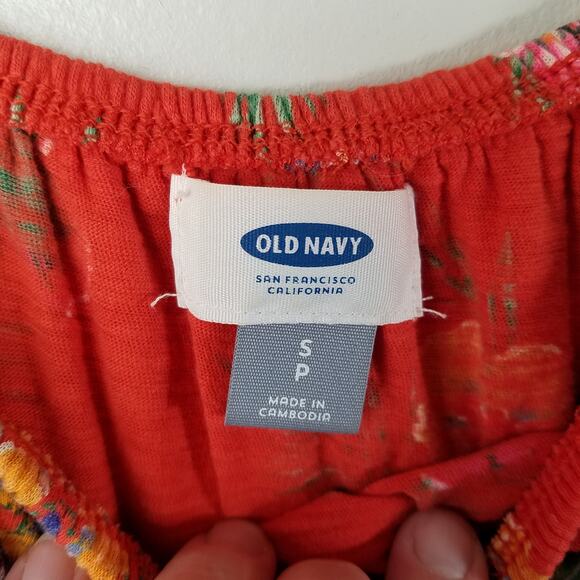 OLD NAVY
SAN FRANCISCO
CALIFORNIA
S
P
MADE IN
CAMBODIA